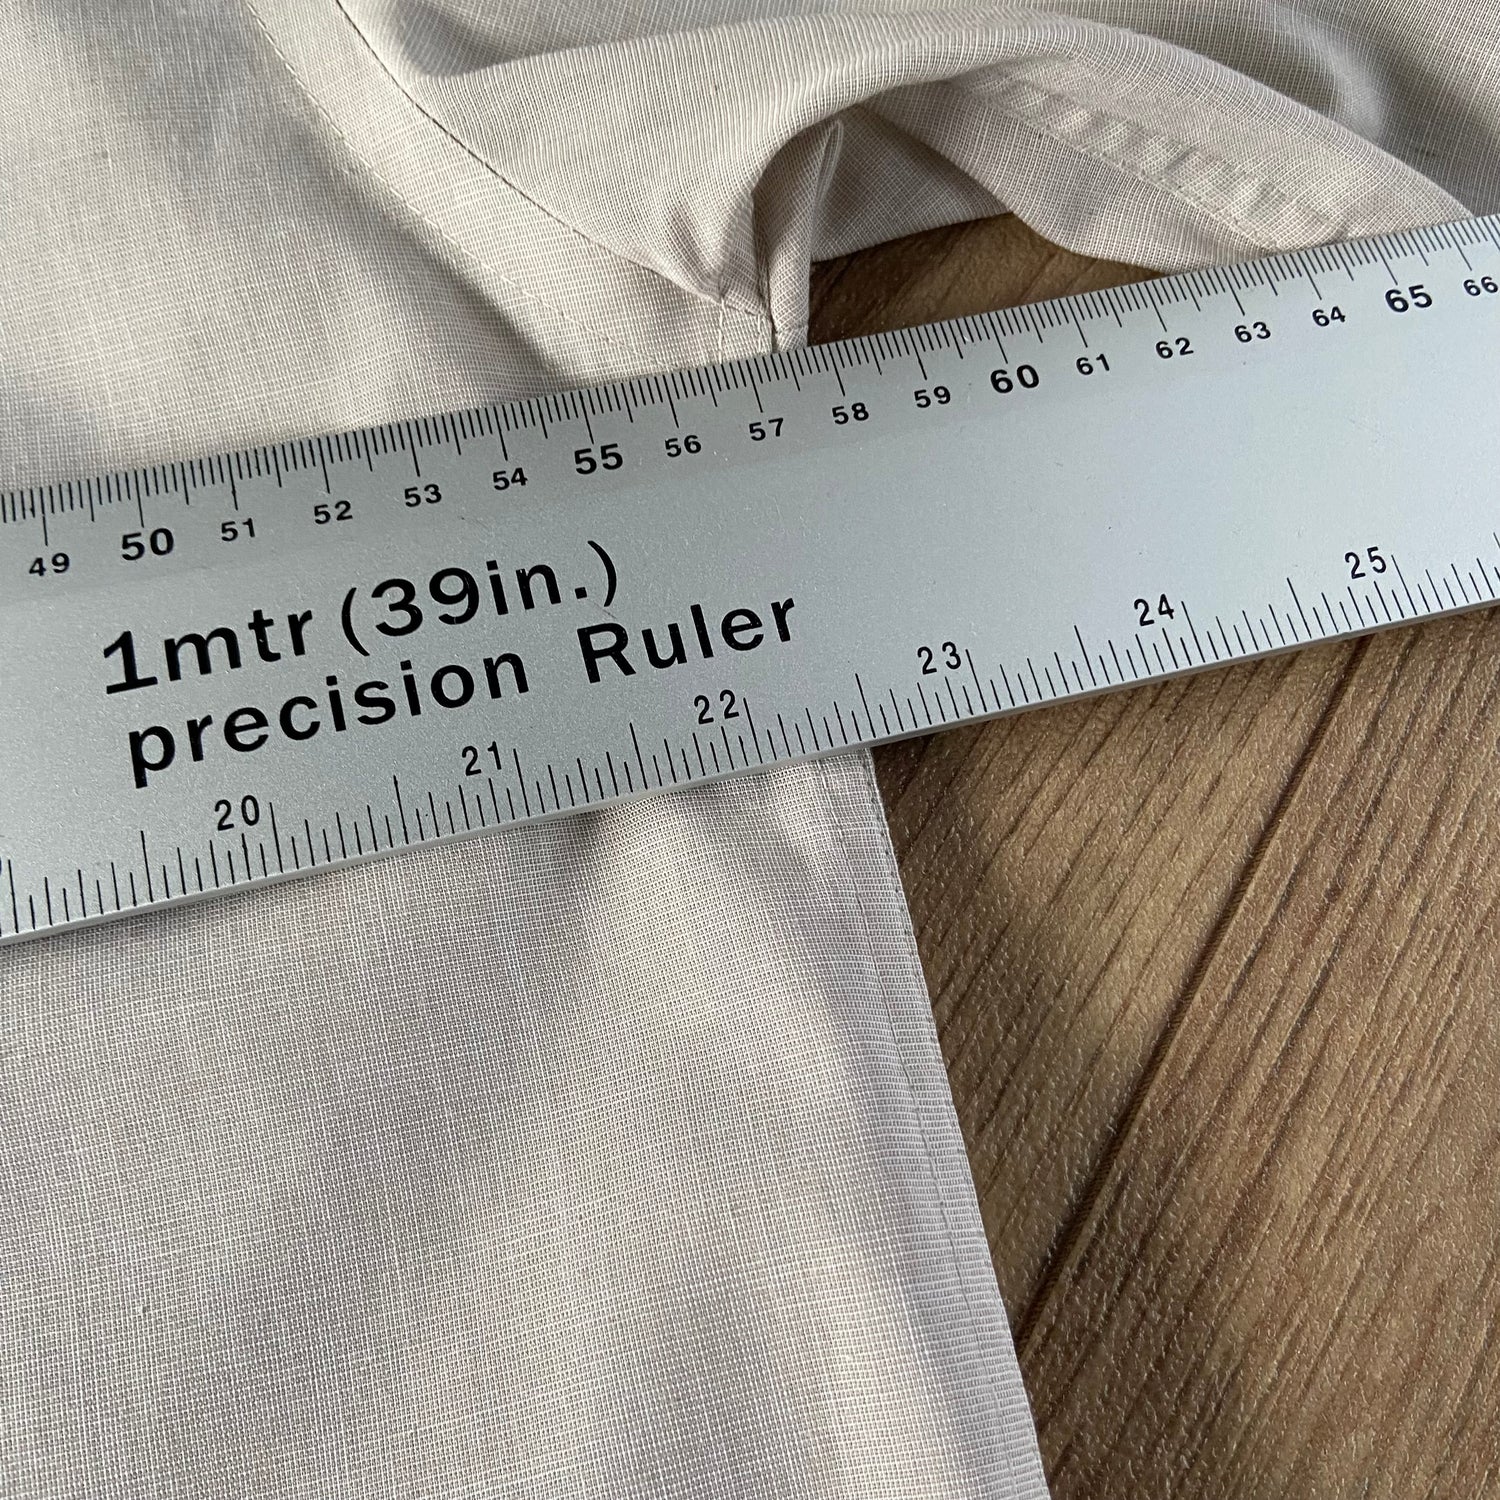 49 50 51 52 53 54 55 56 57 58 59 60 61 62 63 64 65 66
1mtr (39in.)
precision Ruler
20 21 22 23 24 25